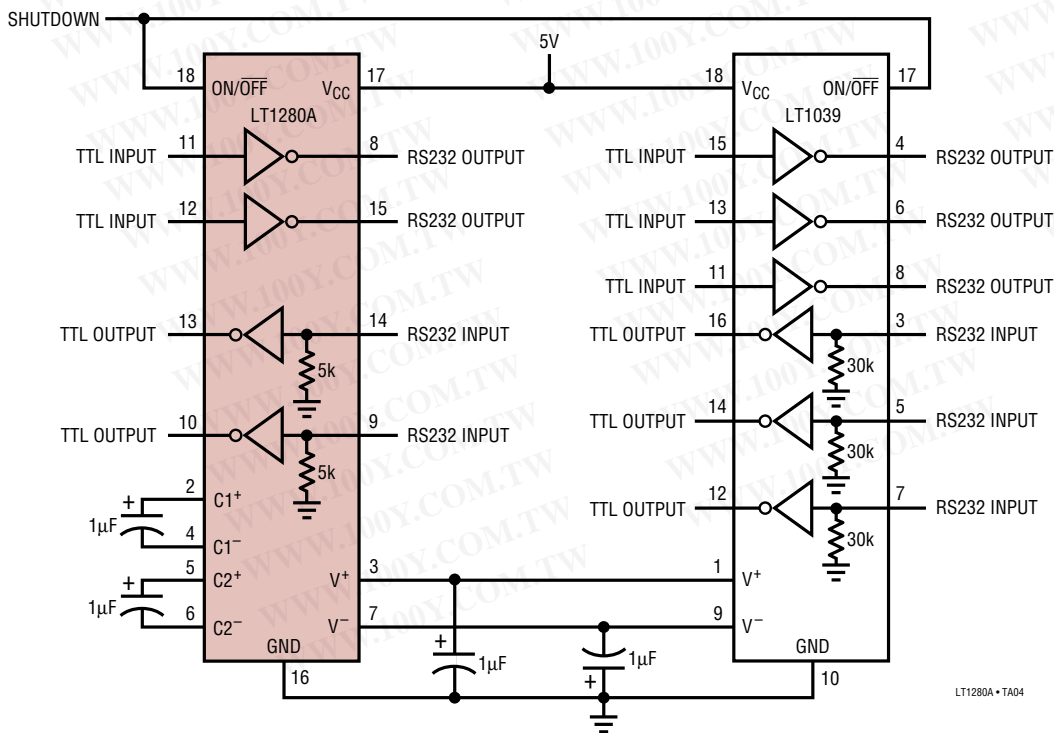 SHUTDOWN
5V
18 ON/OFF VCC 17
18 VCC ON/OFF 17
LT1280A
LT1039
TTL INPUT 11 8 RS232 OUTPUT
TTL INPUT 15 4 RS232 OUTPUT
TTL INPUT 12 15 RS232 OUTPUT
TTL INPUT 13 6 RS232 OUTPUT
TTL INPUT 11 8 RS232 OUTPUT
TTL OUTPUT 13 14 RS232 INPUT
5k
TTL OUTPUT 16 3 RS232 INPUT
30k
TTL OUTPUT 10 9 RS232 INPUT
5k
TTL OUTPUT 14 5 RS232 INPUT
30k
TTL OUTPUT 12 7 RS232 INPUT
30k
2 C1+
+ 1µF
4 C1−
5 C2+
+ 1µF
6 C2−
V+ 3 1 V+
V− 7 9 V−
GND
16
+ 1µF
1µF +
GND
10
LT1280A • TA04
WWW.100Y.COM.TW